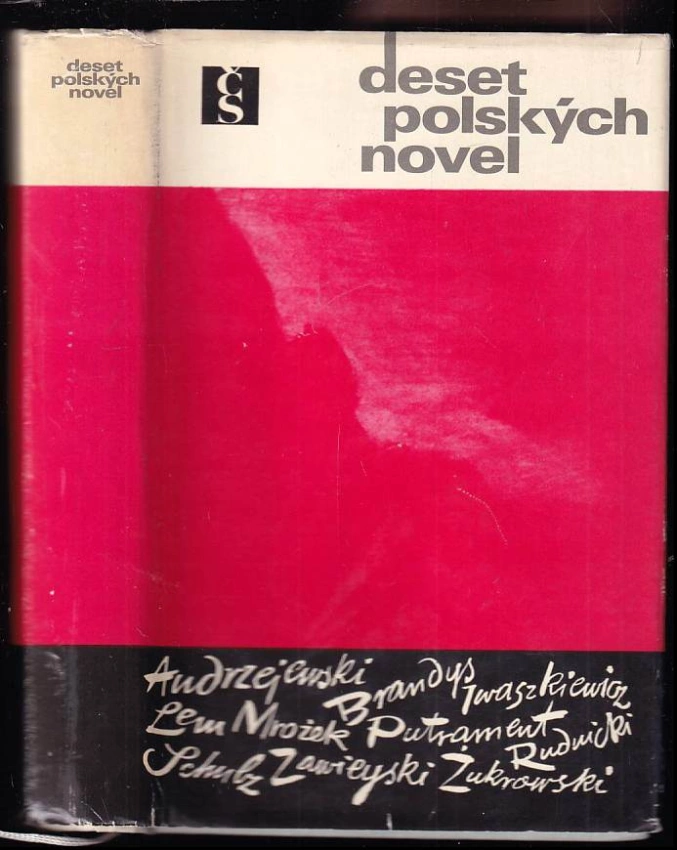 deset
polských
novel
ČS
deset
polských
novel
Andrzejewski Brandys Iwaszkiewicz
Lem Mrożek Putrament Rudnicki
Schulz Zawieyski Żukrowski